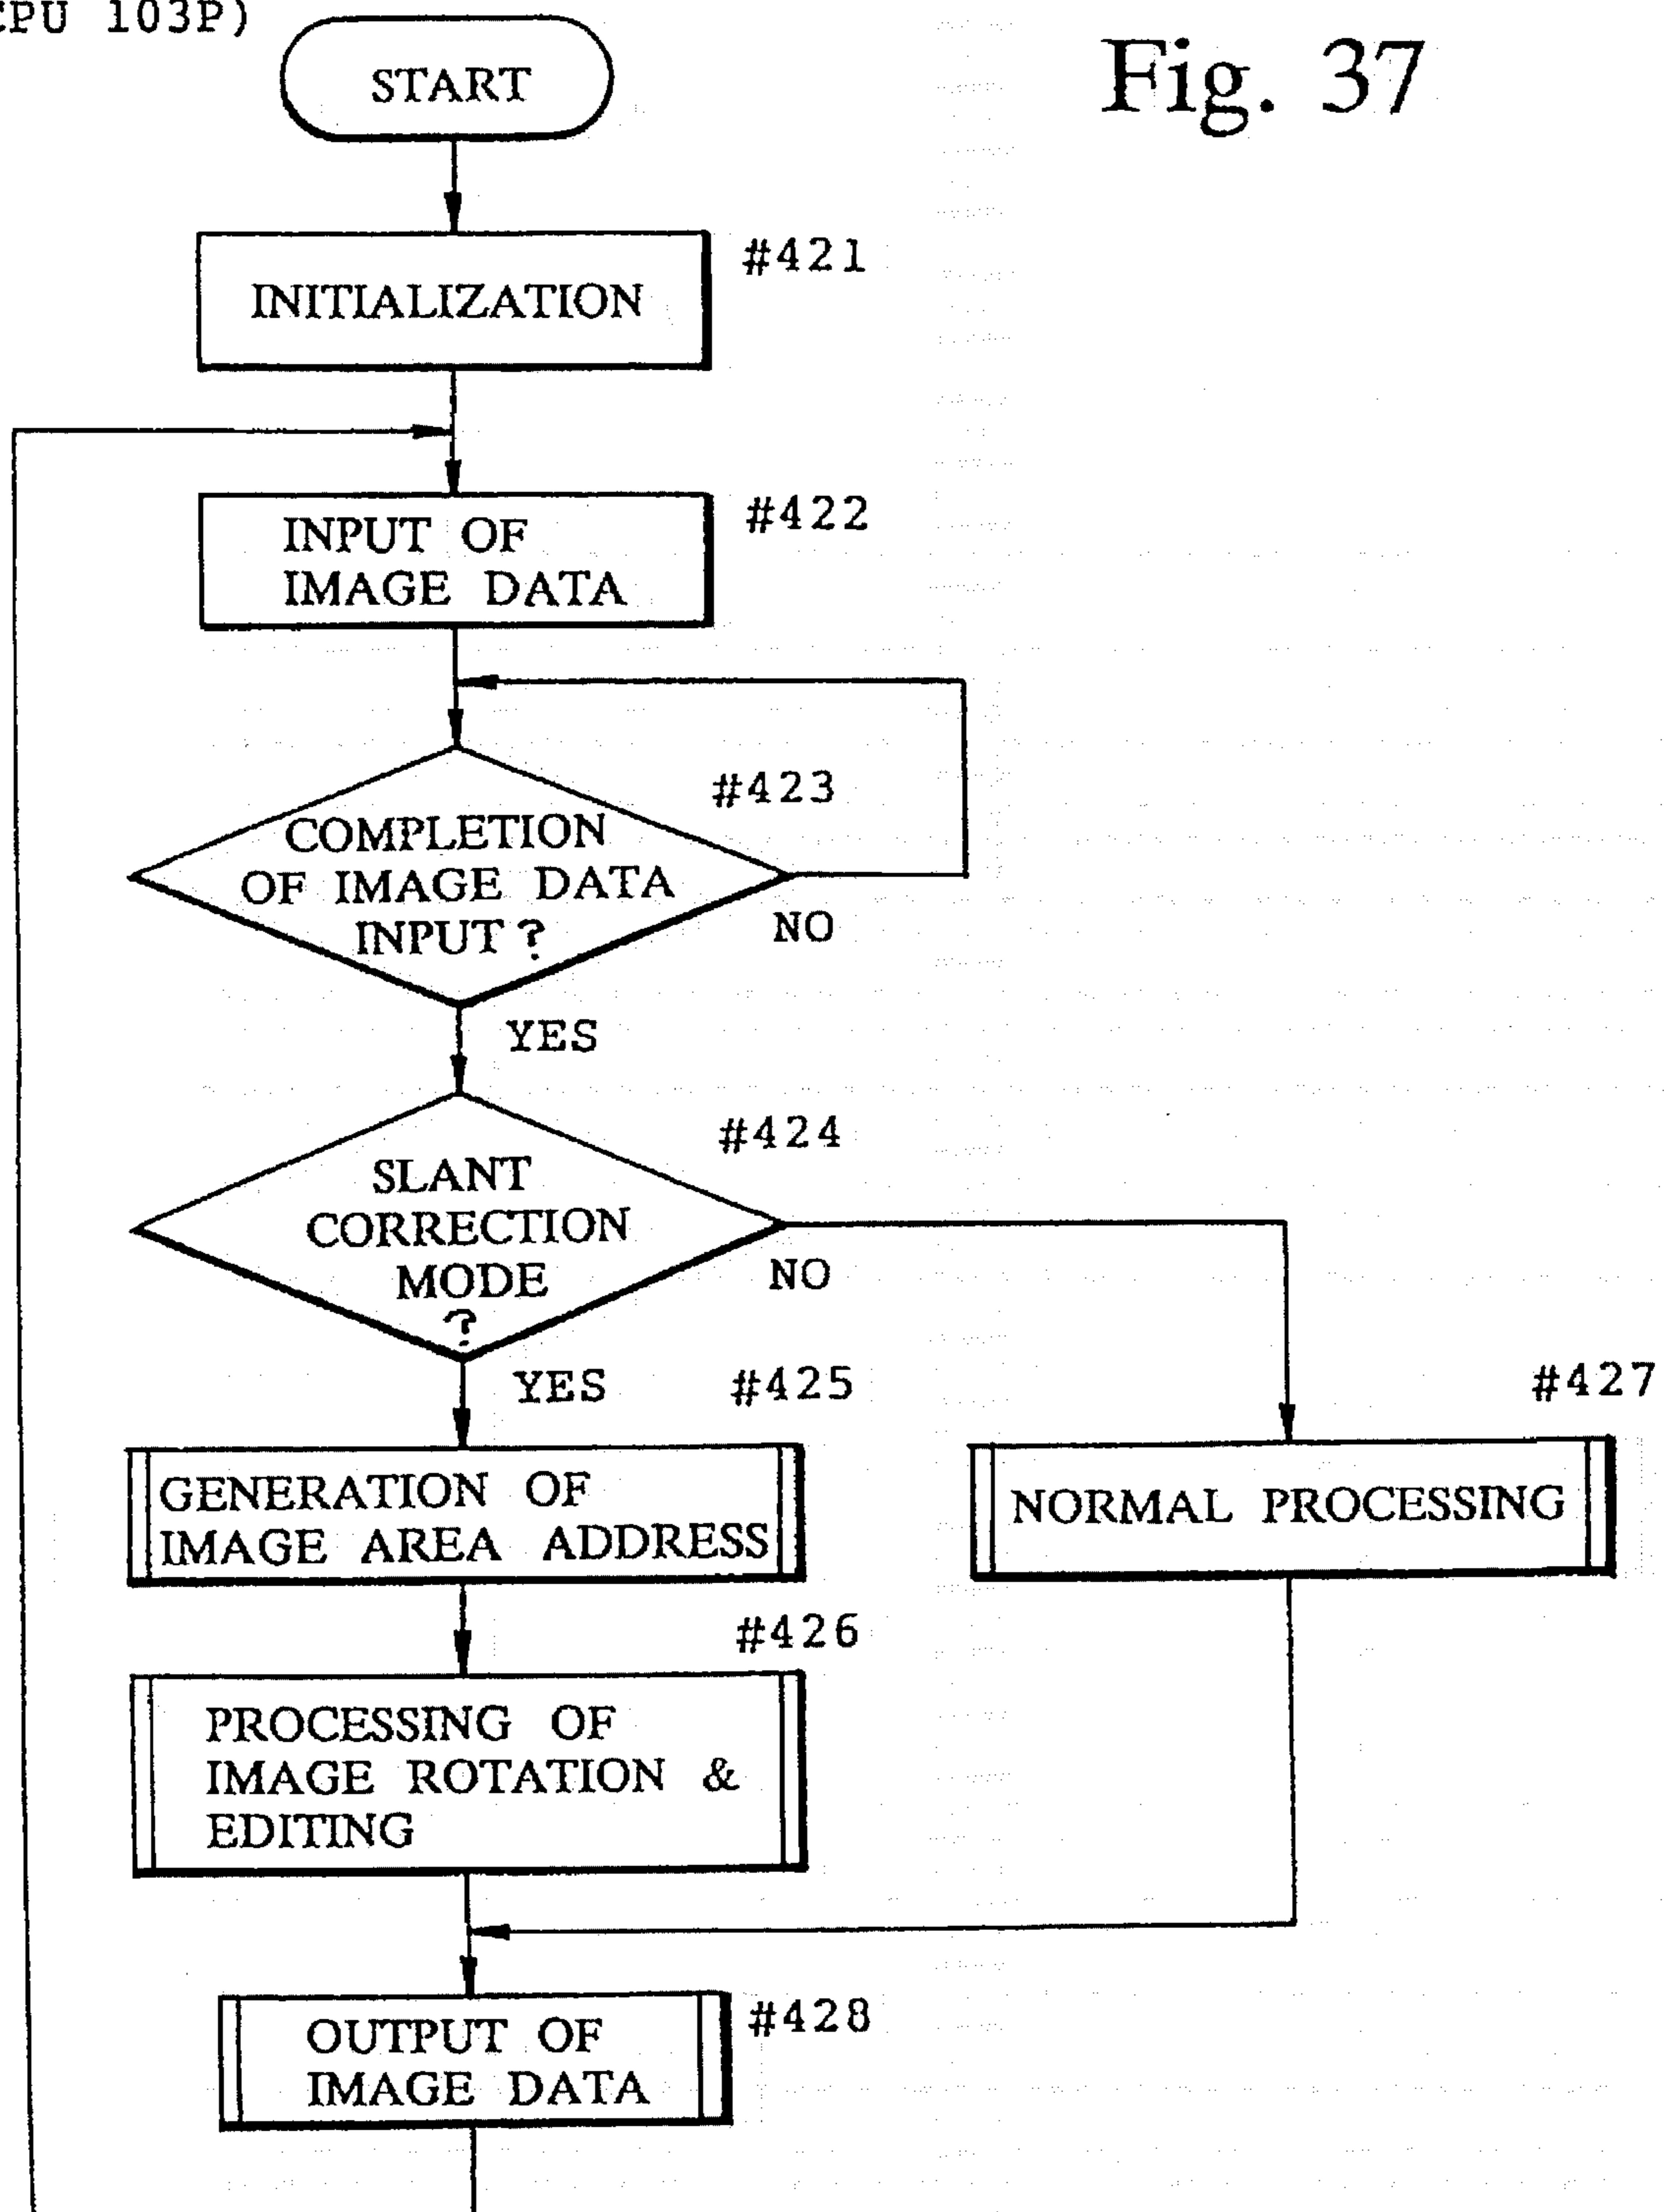 CPU 103P)
Fig. 37
START
#421
INITIALIZATION
#422
INPUT OF
IMAGE DATA
#423
COMPLETION
OF IMAGE DATA
INPUT ?
NO
YES
#424
SLANT
CORRECTION
MODE
?
NO
YES
#425
#427
GENERATION OF
IMAGE AREA ADDRESS
NORMAL PROCESSING
#426
PROCESSING OF
IMAGE ROTATION &
EDITING
#428
OUTPUT OF
IMAGE DATA